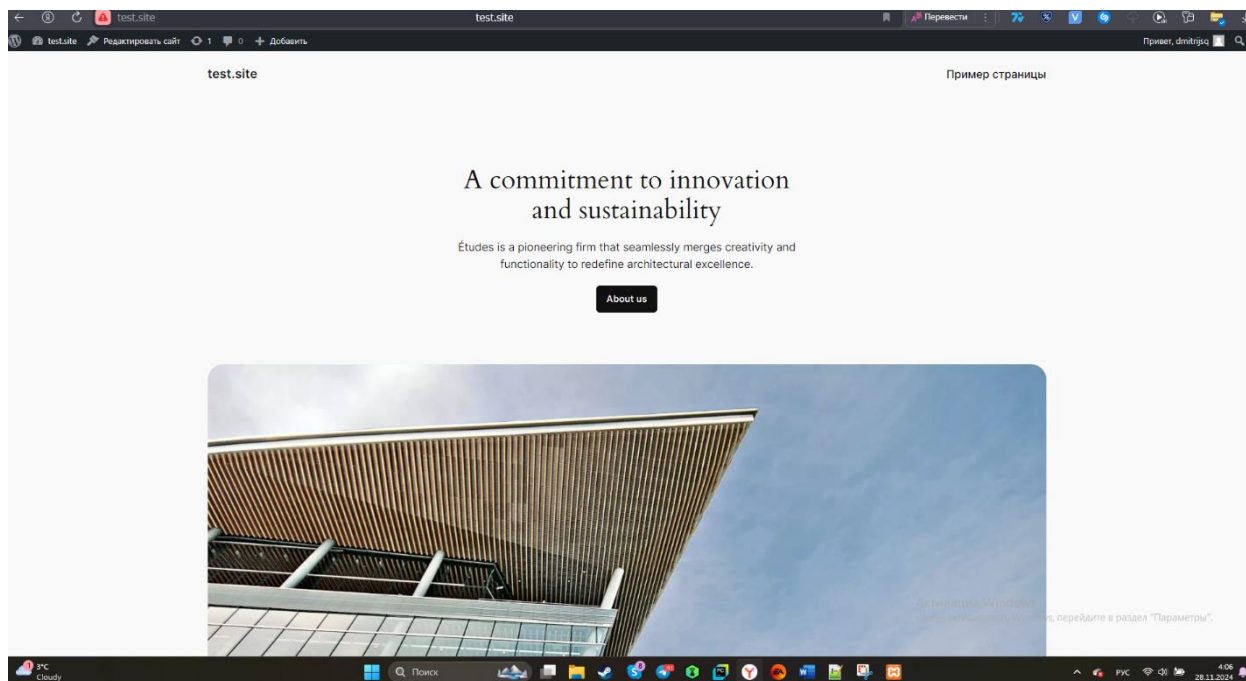 test.site
test.site
Перевести
test.site Редактировать сайт 1 0 Добавить
Привет, dmitrijsq
test.site
Пример страницы
A commitment to innovation
and sustainability
Études is a pioneering firm that seamlessly merges creativity and
functionality to redefine architectural excellence.
About us
Активация Windows
перейдите в раздел "Параметры".
3°C
Cloudy
Поиск
РУС
4:06
28.11.2024